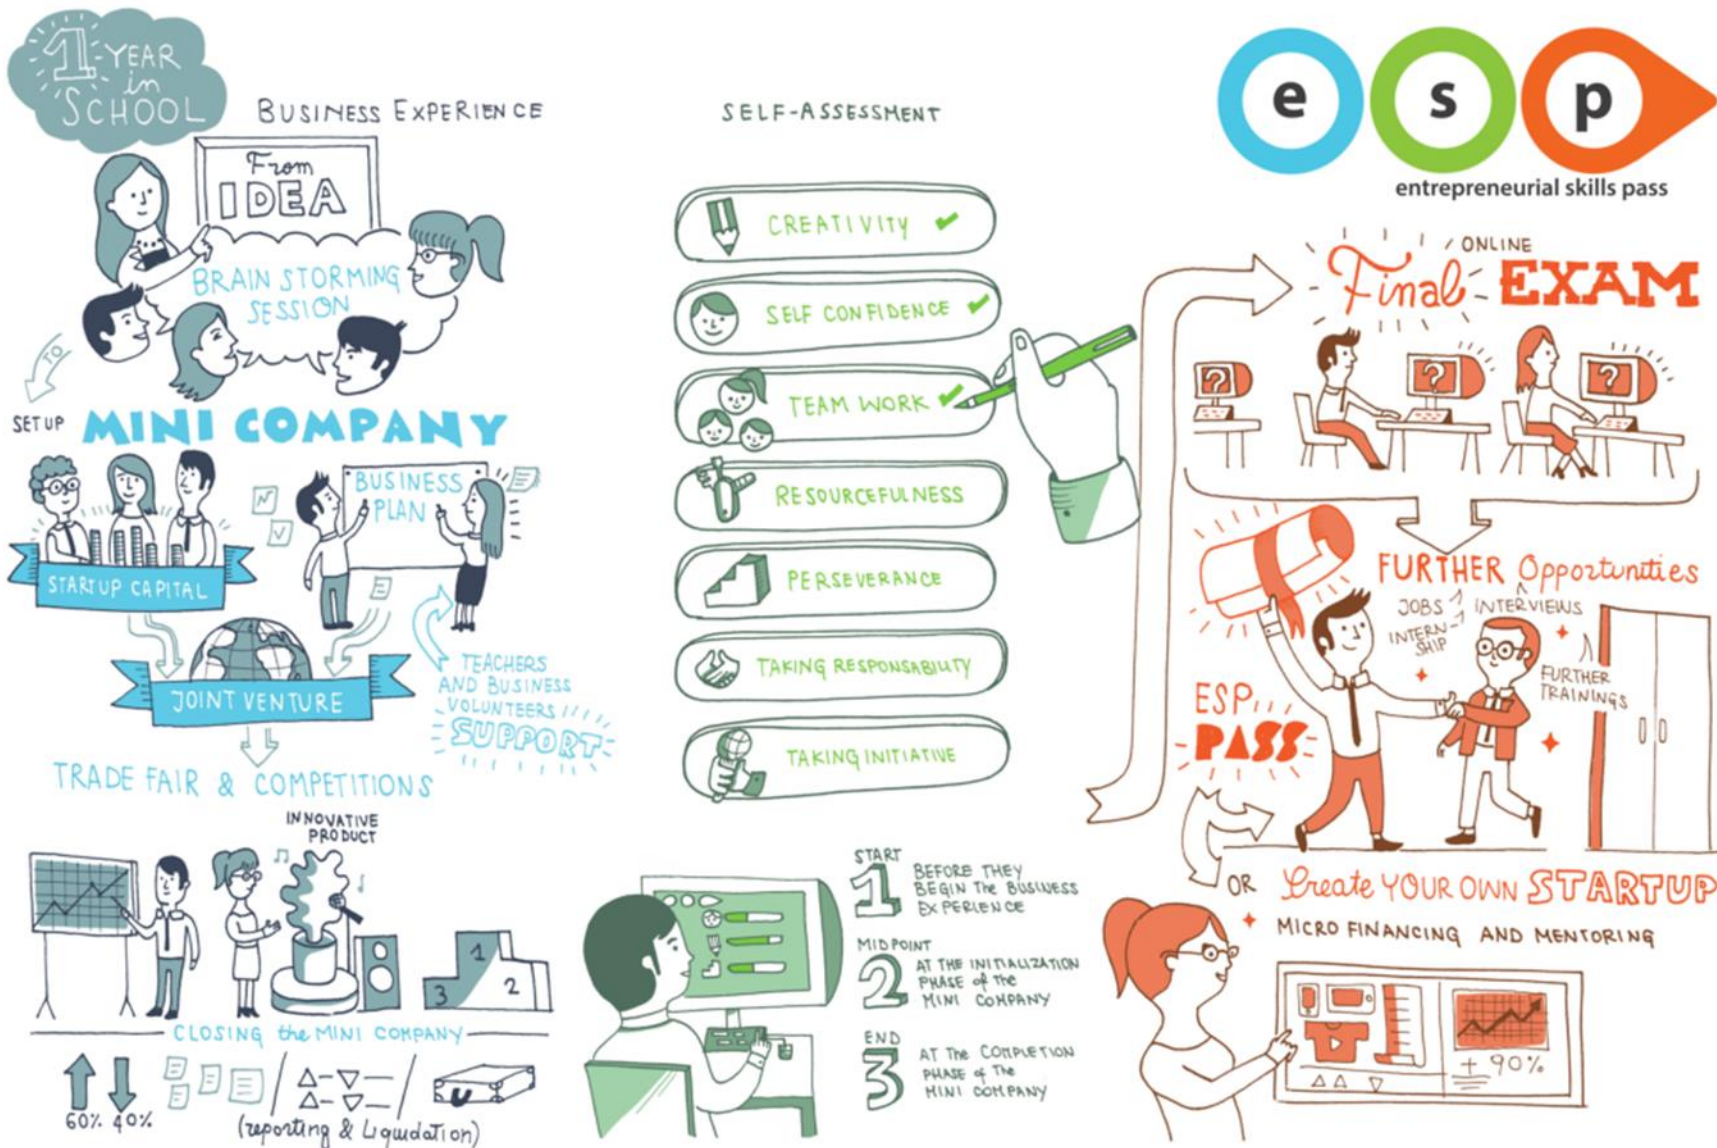 1 YEAR
in
SCHOOL
BUSINESS EXPERIENCE
From
IDEA
BRAIN STORMING
SESSION
TO
SET UP MINI COMPANY
STARTUP CAPITAL
BUSINESS
PLAN
JOINT VENTURE
TEACHERS
AND BUSINESS
VOLUNTEERS
SUPPORT
TRADE FAIR & COMPETITIONS
INNOVATIVE
PRODUCT
1
2
3
CLOSING the MINI COMPANY
60% 40%
(reporting & Liquidation)
SELF-ASSESSMENT
CREATIVITY
SELF CONFIDENCE
TEAM WORK
RESOURCEFULNESS
PERSEVERANCE
TAKING RESPONSABILITY
TAKING INITIATIVE
START
1
BEFORE THEY
BEGIN The BUSINESS
EXPERIENCE
MIDPOINT
2
AT THE INITIALIZATION
PHASE of the
MINI COMPANY
END
3
AT The COMPLETION
PHASE of The
MINI COMPANY
e s p
entrepreneurial skills pass
ONLINE
Final EXAM
?
?
?
FURTHER Opportunities
JOBS
INTERVIEWS
INTERN-
SHIP
FURTHER
TRAININGS
ESP
PASS
OR Create YOUR OWN STARTUP
MICRO FINANCING AND MENTORING
± 90%